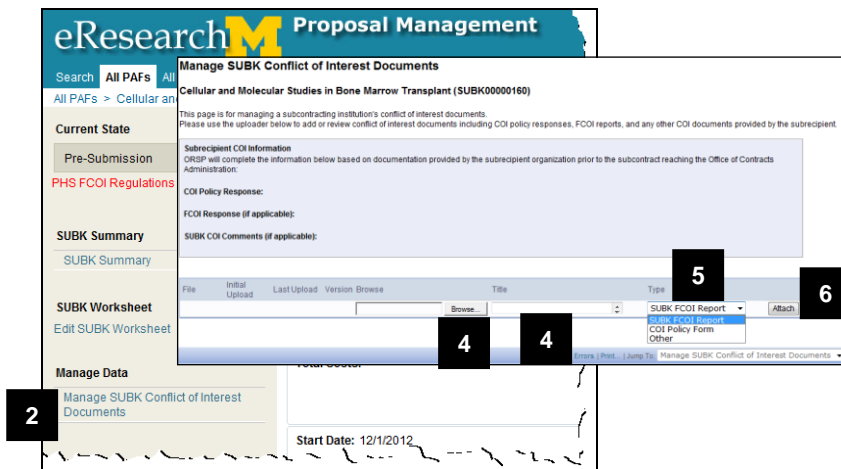 eResearch M Proposal Management
Search All PAFs All
All PAFs > Cellular an
Current State
Pre-Submission
PHS FCOI Regulations
SUBK Summary
SUBK Summary
SUBK Worksheet
Edit SUBK Worksheet
Manage Data
2
Manage SUBK Conflict of Interest
Documents
Manage SUBK Conflict of Interest Documents
Cellular and Molecular Studies in Bone Marrow Transplant (SUBK00000160)
This page is for managing a subcontracting institution's conflict of interest documents.
Please use the uploader below to add or review conflict of interest documents including COI policy responses, FCOI reports, and any other COI documents provided by the subrecipient.
Subrecipient COI Information
ORSP will complete the information below based on documentation provided by the subrecipient organization prior to the subcontract reaching the Office of Contracts
Administration:
COI Policy Response:
FCOI Response (if applicable):
SUBK COI Comments (if applicable):
5
File Initial Upload Last Upload Version Browse Title Type
6
Browse... SUBK FCOI Report Attach
SUBK FCOI Report
COI Policy Form
Other
4 4
Errors | Print... | Jump To: Manage SUBK Conflict of Interest Documents
Total Costs:
Start Date: 12/1/2012